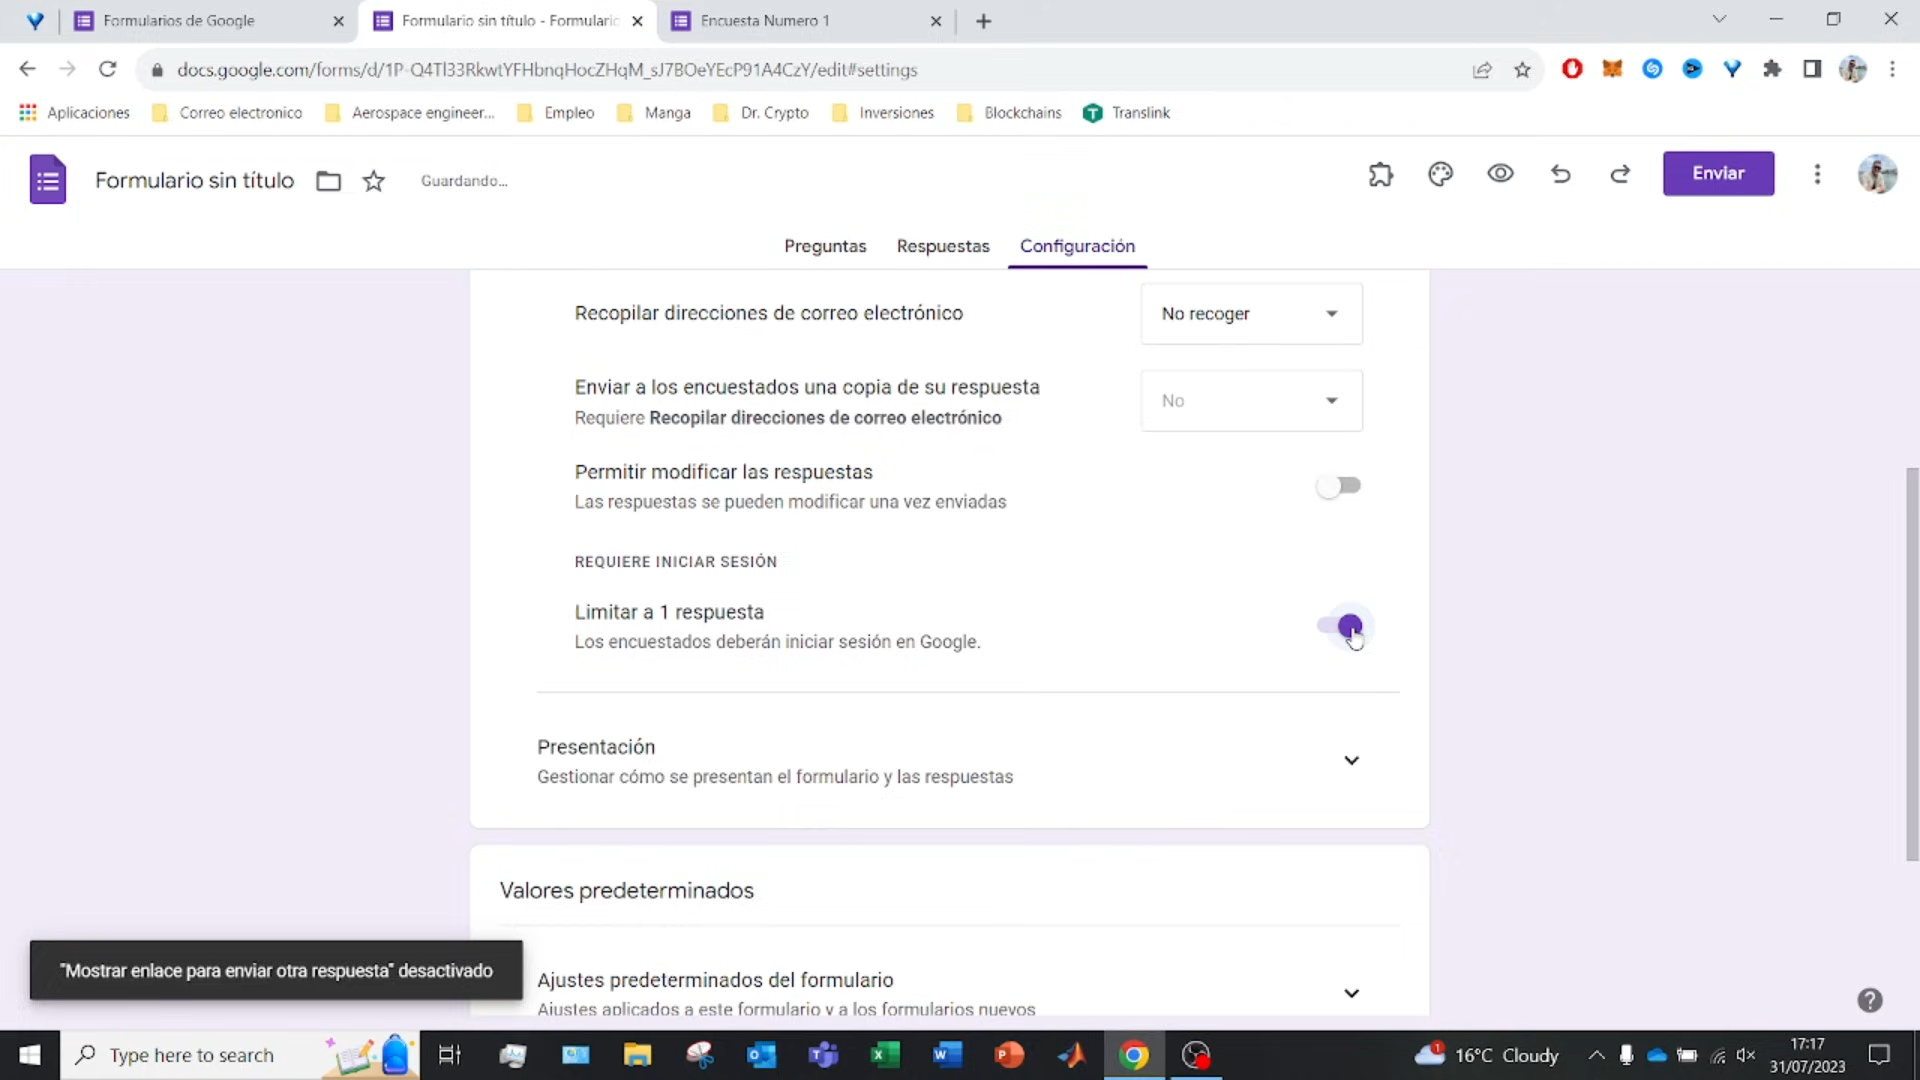 Formularios de Google
Formulario sin título - Formulario
Encuesta Numero 1
docs.google.com/forms/d/1P-Q4Tl33RkwtYFHbnqHocZHqM_sJ7BOeYEcP91A4CzY/edit#settings
Aplicaciones
Correo electronico
Aerospace engineer...
Empleo
Manga
Dr. Crypto
Inversiones
Blockchains
Translink
Formulario sin título
Guardando...
Enviar
Preguntas
Respuestas
Configuración
Recopilar direcciones de correo electrónico
No recoger
Enviar a los encuestados una copia de su respuesta
No
Requiere Recopilar direcciones de correo electrónico
Permitir modificar las respuestas
Las respuestas se pueden modificar una vez enviadas
REQUIERE INICIAR SESIÓN
Limitar a 1 respuesta
Los encuestados deberán iniciar sesión en Google.
Presentación
Gestionar cómo se presentan el formulario y las respuestas
Valores predeterminados
"Mostrar enlace para enviar otra respuesta" desactivado
Ajustes predeterminados del formulario
Ajustes aplicados a este formulario y a los formularios nuevos
Type here to search
1
16°C Cloudy
17:17
31/07/2023